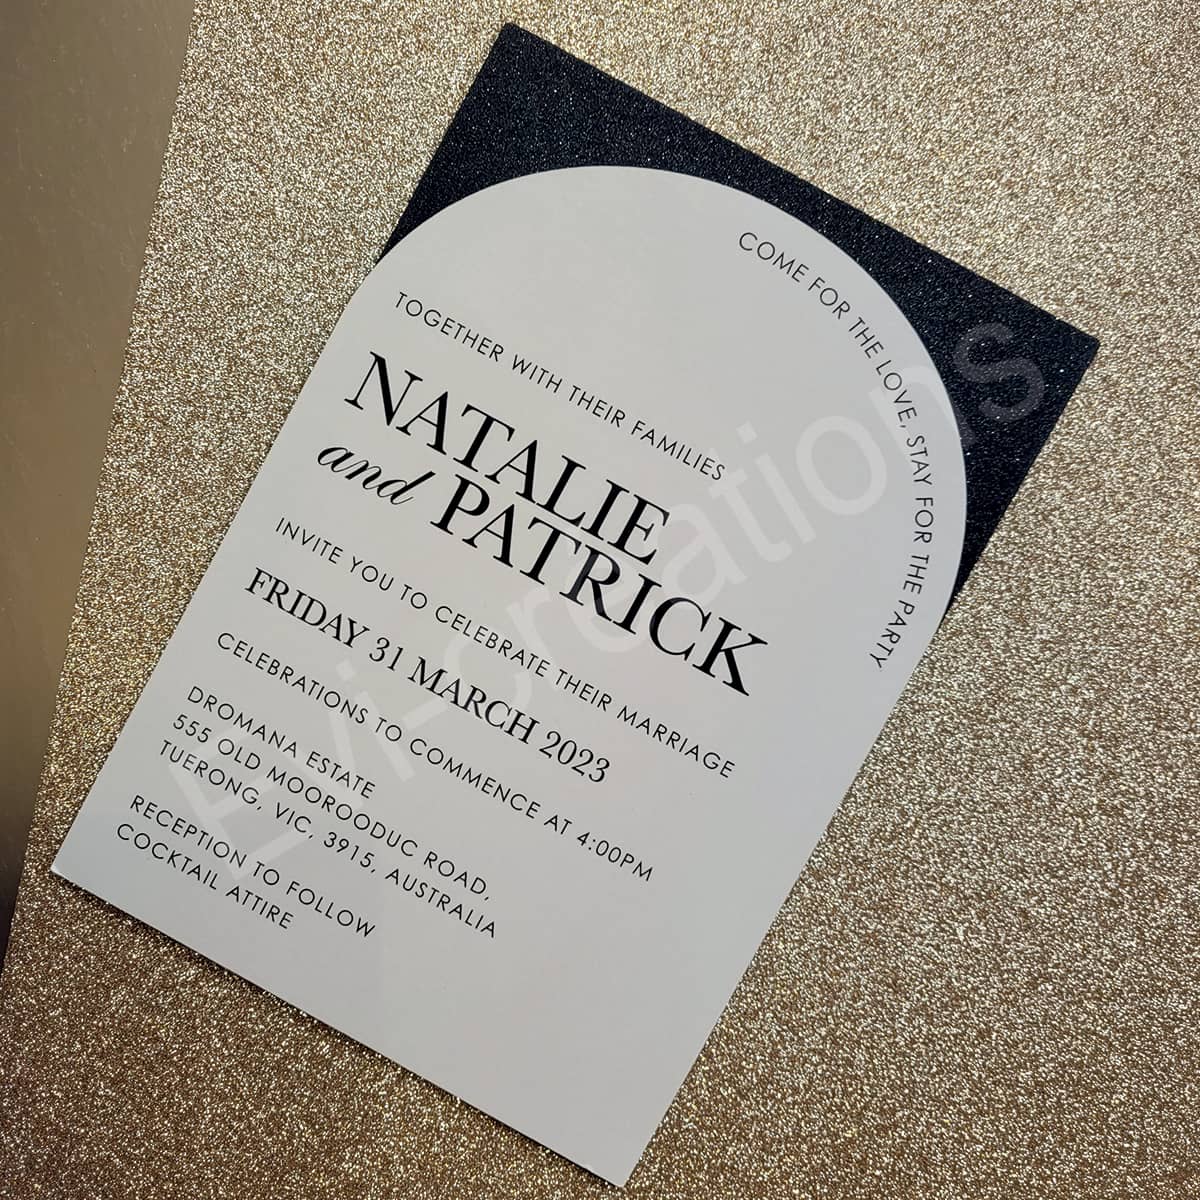 COME FOR THE LOVE, STAY FOR THE PARTY
TOGETHER WITH THEIR FAMILIES
NATALIE
and PATRICK
INVITE YOU TO CELEBRATE THEIR MARRIAGE
FRIDAY 31 MARCH 2023
CELEBRATIONS TO COMMENCE AT 4:00PM
DROMANA ESTATE
555 OLD MOOROODUC ROAD,
TUERONG, VIC, 3915, AUSTRALIA
RECEPTION TO FOLLOW
COCKTAIL ATTIRE
Evi-creations